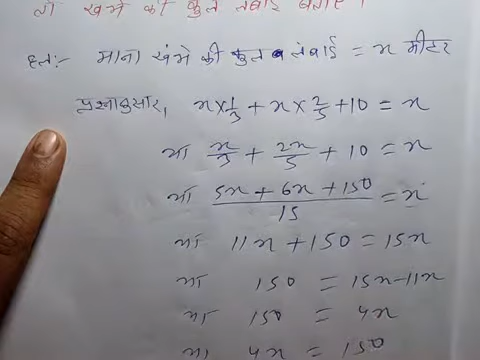 तो खंभे की कुल लंबाई बताएं।
हल:- माना खंभे की कुल लंबाई = x मीटर
प्रश्नानुसार, x×1/3 + x×2/5 + 10 = x
या x/3 + 2x/5 + 10 = x
या (5x + 6x + 150)/15 = x
या 11x + 150 = 15x
या 150 = 15x - 11x
या 150 = 4x
या 4x = 150